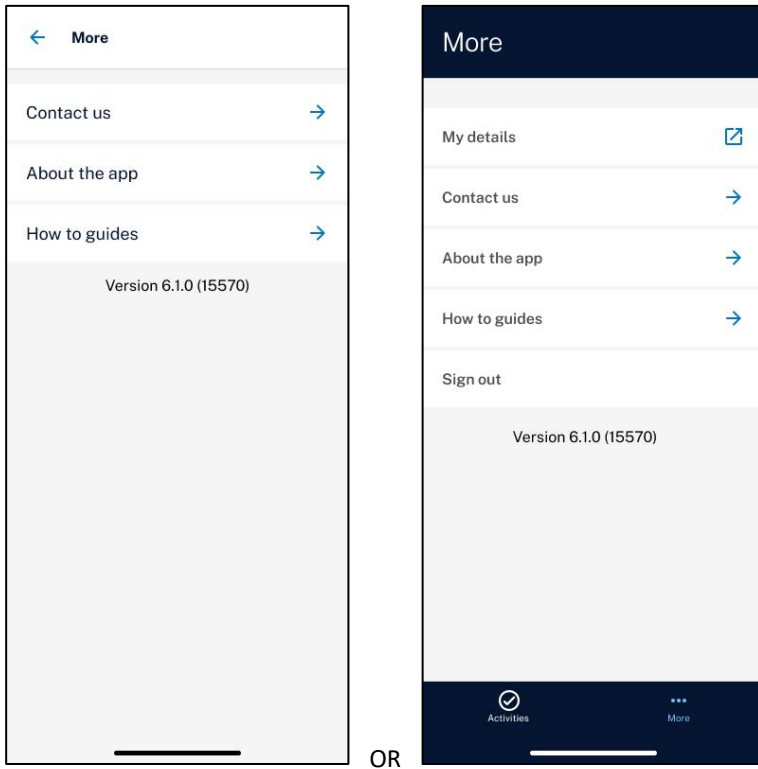 More
Contact us
About the app
How to guides
Version 6.1.0 (15570)
OR
More
My details
Contact us
About the app
How to guides
Sign out
Version 6.1.0 (15570)
Activities
More